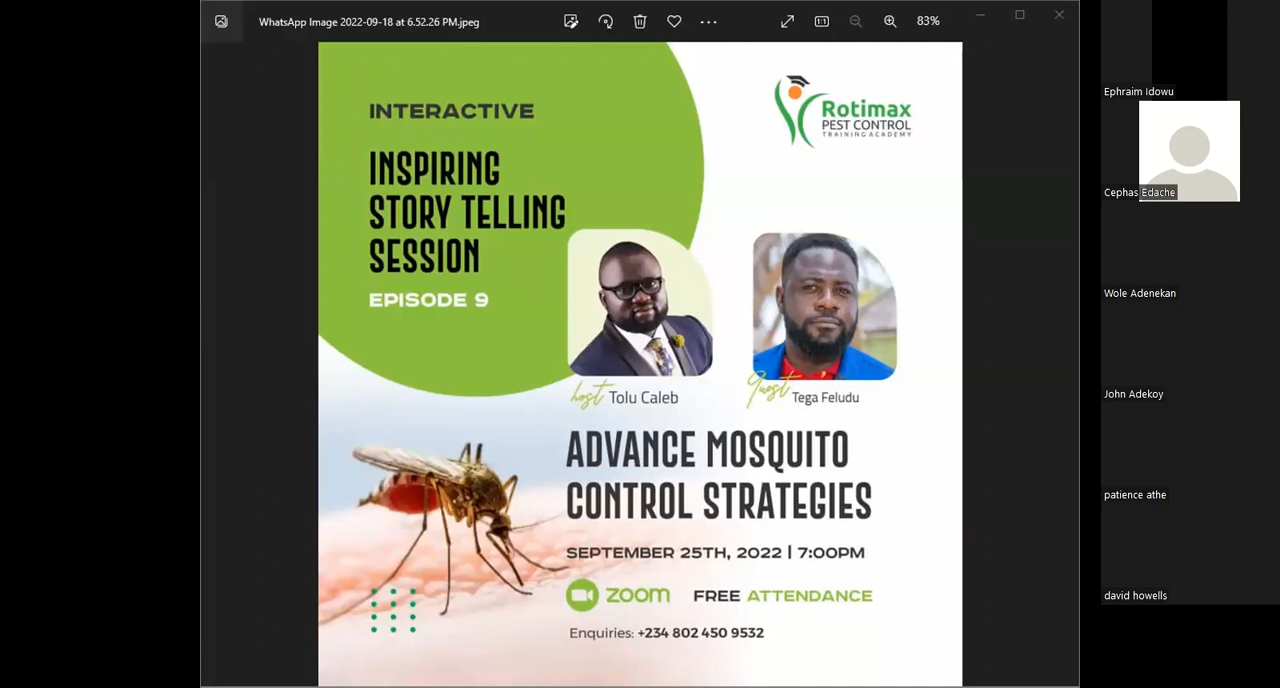 WhatsApp Image 2022-09-18 at 6.52.26 PM.jpeg
1:1
83%
INTERACTIVE
INSPIRING
STORY TELLING
SESSION
EPISODE 9
Rotimax
PEST CONTROL
TRAINING ACADEMY
host Tolu Caleb
guest Tega Feludu
ADVANCE MOSQUITO
CONTROL STRATEGIES
SEPTEMBER 25TH, 2022 | 7:00PM
zoom FREE ATTENDANCE
Enquiries: +234 802 450 9532
Ephraim Idowu
Cephas Edache
Wole Adenekan
John Adekoy
patience athe
david howells